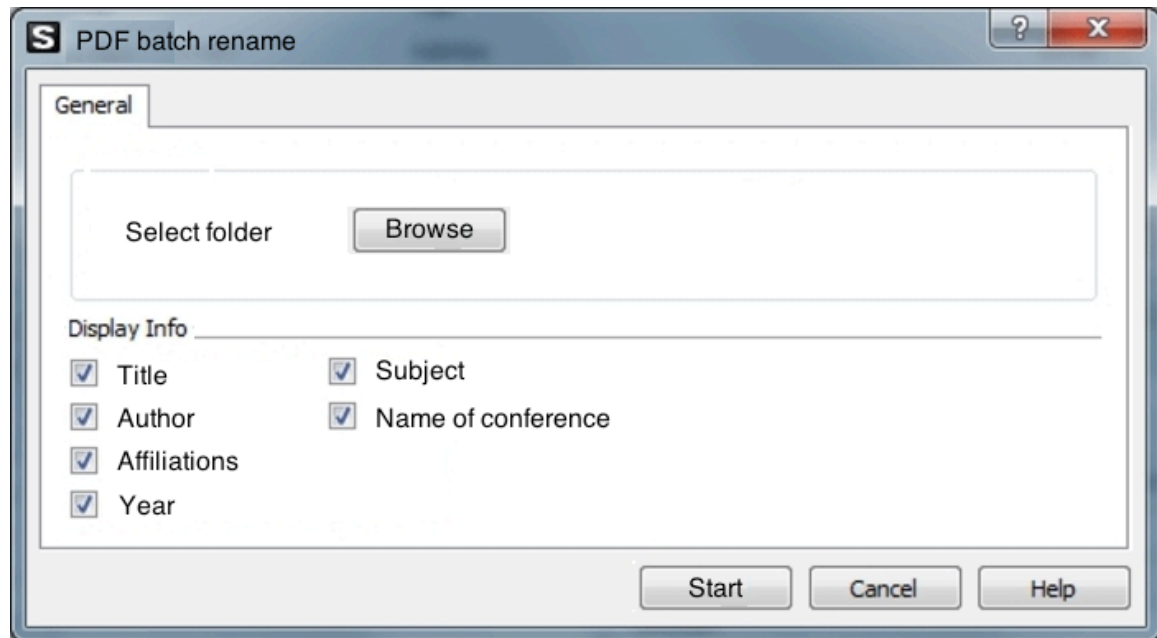 S PDF batch rename ? X
General
Select folder Browse
Display Info
Title Subject
Author Name of conference
Affiliations
Year
Start Cancel Help